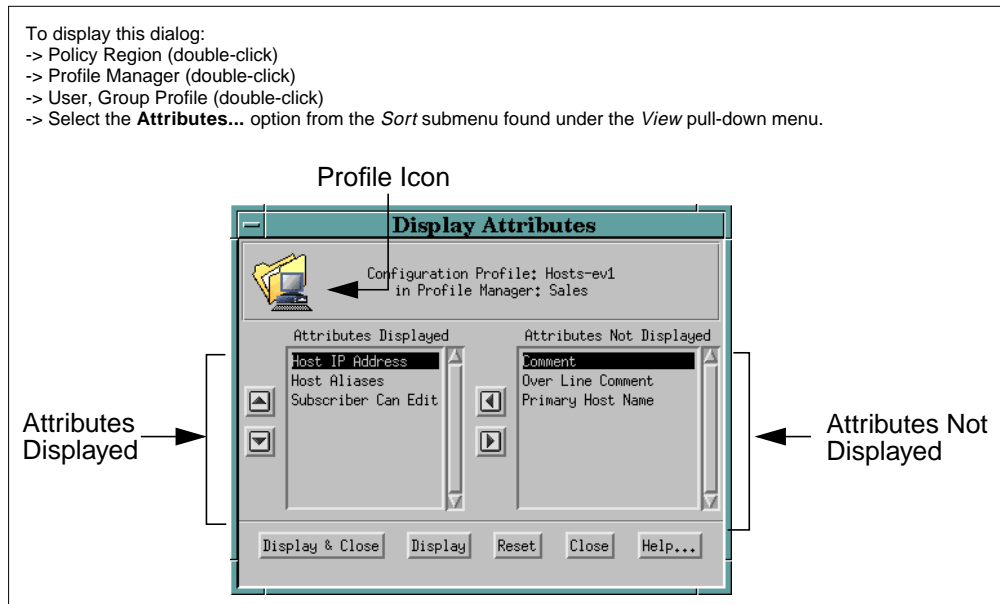 To display this dialog:
-> Policy Region (double-click)
-> Profile Manager (double-click)
-> User, Group Profile (double-click)
-> Select the Attributes... option from the Sort submenu found under the View pull-down menu.
Profile Icon
Display Attributes
Configuration Profile: Hosts-ev1
in Profile Manager: Sales
Attributes Displayed
Host IP Address
Host Aliases
Subscriber Can Edit
Attributes Not Displayed
Comment
Over Line Comment
Primary Host Name
Attributes
Displayed
Attributes Not
Displayed
Display & Close
Display
Reset
Close
Help...